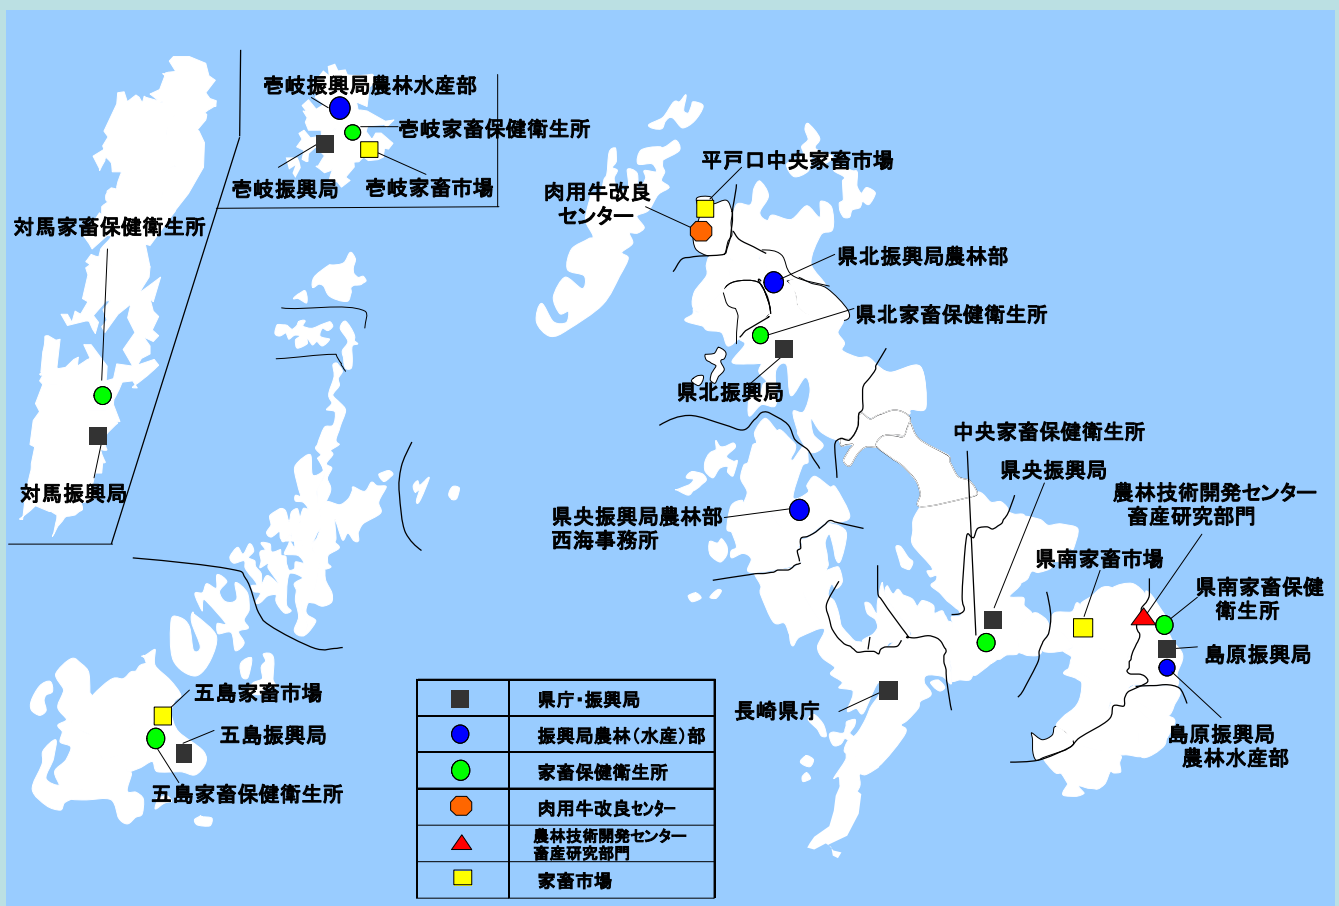 壱岐振興局農林水産部
壱岐家畜保健衛生所
壱岐振興局
壱岐家畜市場
対馬家畜保健衛生所
対馬振興局
平戸口中央家畜市場
肉用牛改良
センター
県北振興局農林部
県北家畜保健衛生所
県北振興局
中央家畜保健衛生所
県央振興局
農林技術開発センター
畜産研究部門
県央振興局農林部
西海事務所
県南家畜市場
県南家畜保健
衛生所
島原振興局
島原振興局
農林水産部
長崎県庁
五島家畜市場
五島振興局
五島家畜保健衛生所
県庁・振興局
振興局農林(水産)部
家畜保健衛生所
肉用牛改良センター
農林技術開発センター
畜産研究部門
家畜市場